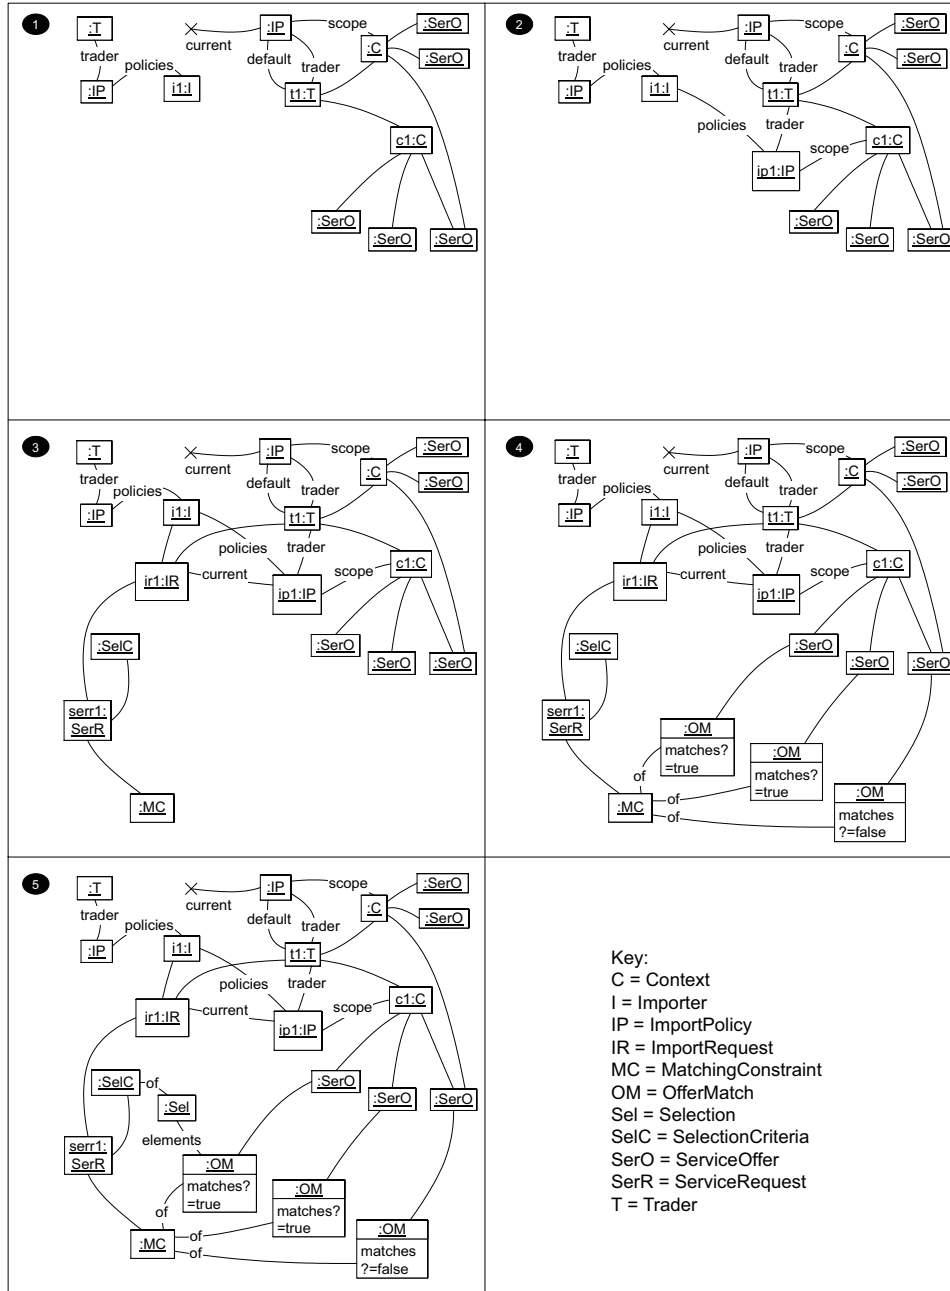 1
:T
:IP
scope
:SerO
current
:C
trader
default
:SerO
policies
trader
:IP
i1:I
t1:T
c1:C
:SerO
:SerO
:SerO
2
:T
:IP
scope
:SerO
current
:C
trader
default
:SerO
policies
trader
:IP
i1:I
t1:T
policies
trader
c1:C
scope
ip1:IP
:SerO
:SerO
:SerO
3
:T
:IP
scope
:SerO
current
:C
trader
default
:SerO
policies
trader
:IP
i1:I
t1:T
policies
trader
c1:C
scope
ir1:IR
current
ip1:IP
:SelC
:SerO
:SerO
:SerO
serr1:
SerR
:MC
4
:T
:IP
scope
:SerO
current
:C
trader
default
:SerO
policies
trader
:IP
i1:I
t1:T
policies
trader
c1:C
scope
ir1:IR
current
ip1:IP
:SelC
:SerO
:SerO
:SerO
serr1:
SerR
:OM
matches?
=true
:OM
matches?
=true
of
of
of
:MC
:OM
matches
?=false
5
:T
:IP
scope
:SerO
current
:C
trader
default
:SerO
policies
trader
:IP
i1:I
t1:T
policies
trader
c1:C
scope
ir1:IR
current
ip1:IP
:SelC
of
:Sel
:SerO
:SerO
:SerO
elements
serr1:
SerR
:OM
matches?
=true
:OM
matches?
=true
of
of
of
:MC
:OM
matches
?=false
Key:
C = Context
I = Importer
IP = ImportPolicy
IR = ImportRequest
MC = MatchingConstraint
OM = OfferMatch
Sel = Selection
SelC = SelectionCriteria
SerO = ServiceOffer
SerR = ServiceRequest
T = Trader